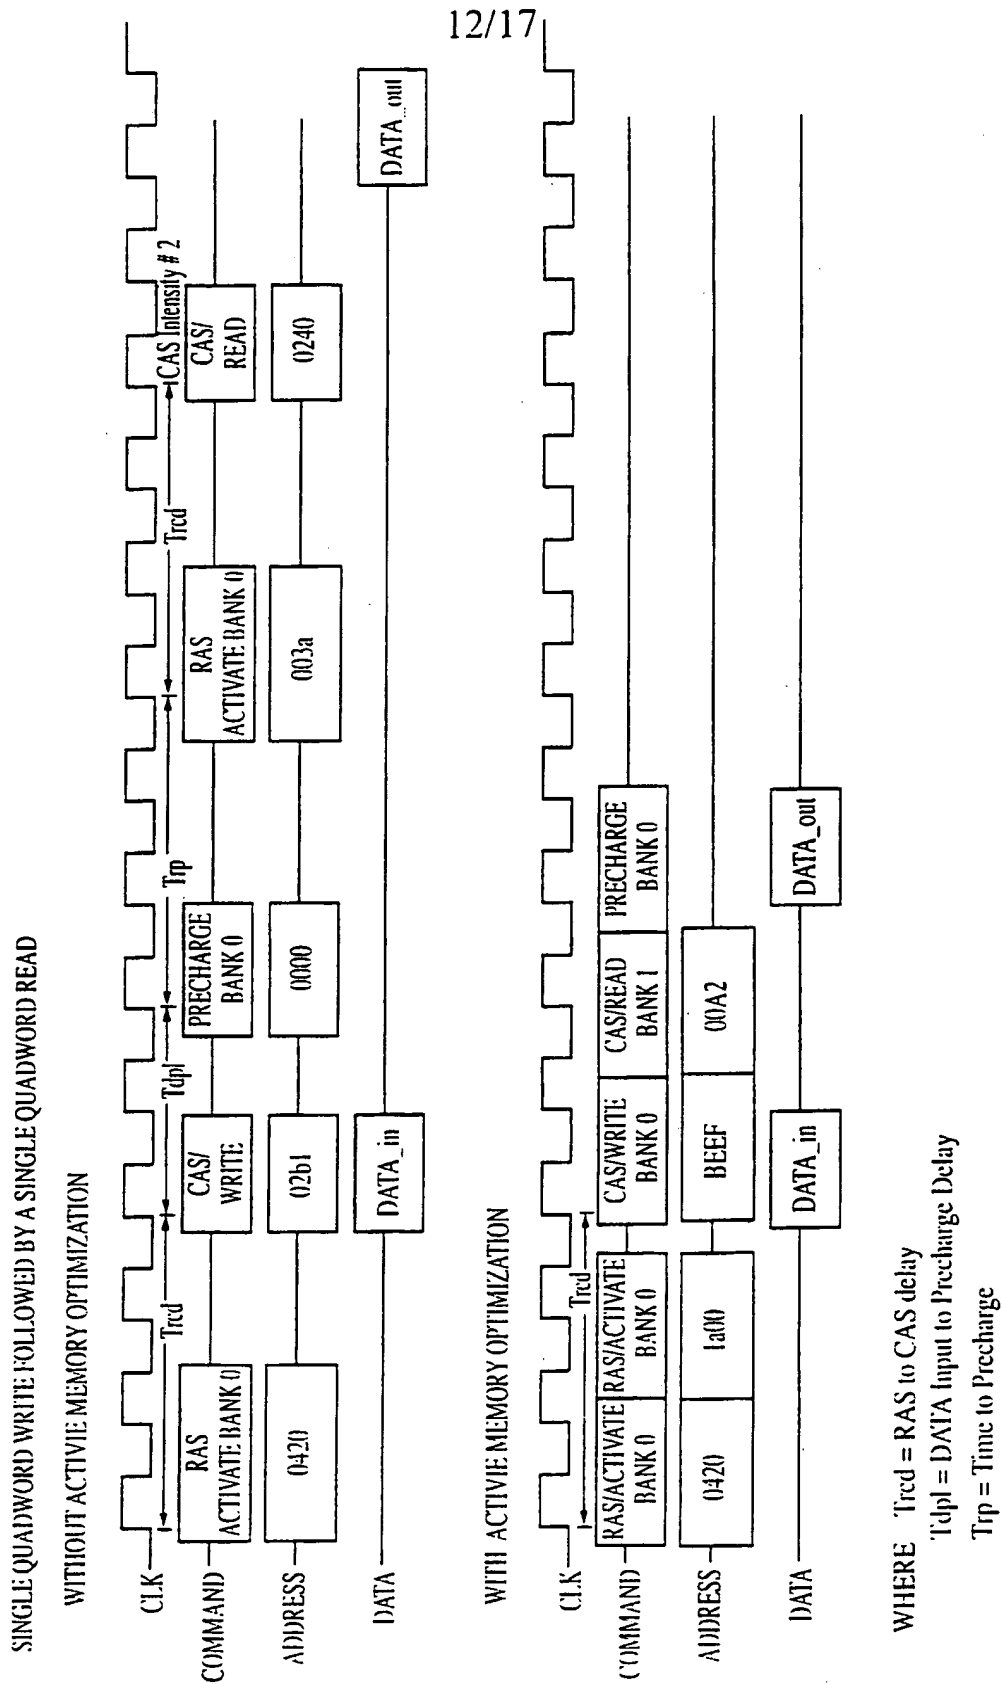 12/17
SINGLE QUADWORD WRITE FOLLOWED BY A SINGLE QUADWORD READ
WITHOUT ACTIVIE MEMORY OPTIMIZATION
CLK
Trcd
Tdpl
Trp
Trcd
CAS Intensity # 2
COMMAND
RAS
ACTIVATE BANK 0
CAS/
WRITE
PRECHARGE
BANK 0
RAS
ACTIVATE BANK 0
CAS/
READ
ADDRESS
0420
02b1
0000
003a
0240
DATA
DATA_in
DATA_out
WITH ACTIVIE MEMORY OPTIMIZATION
CLK
Trcd
COMMAND
RAS/ACTIVATE
BANK 0
RAS/ACTIVATE
BANK 0
CAS/WRITE
BANK 0
CAS/READ
BANK 1
PRECHARGE
BANK 0
ADDRESS
0420
1a00
BEEF
00A2
DATA
DATA_in
DATA_out
WHERE Trcd = RAS to CAS delay
Tdpl = DATA Input to Precharge Delay
Trp = Time to Precharge